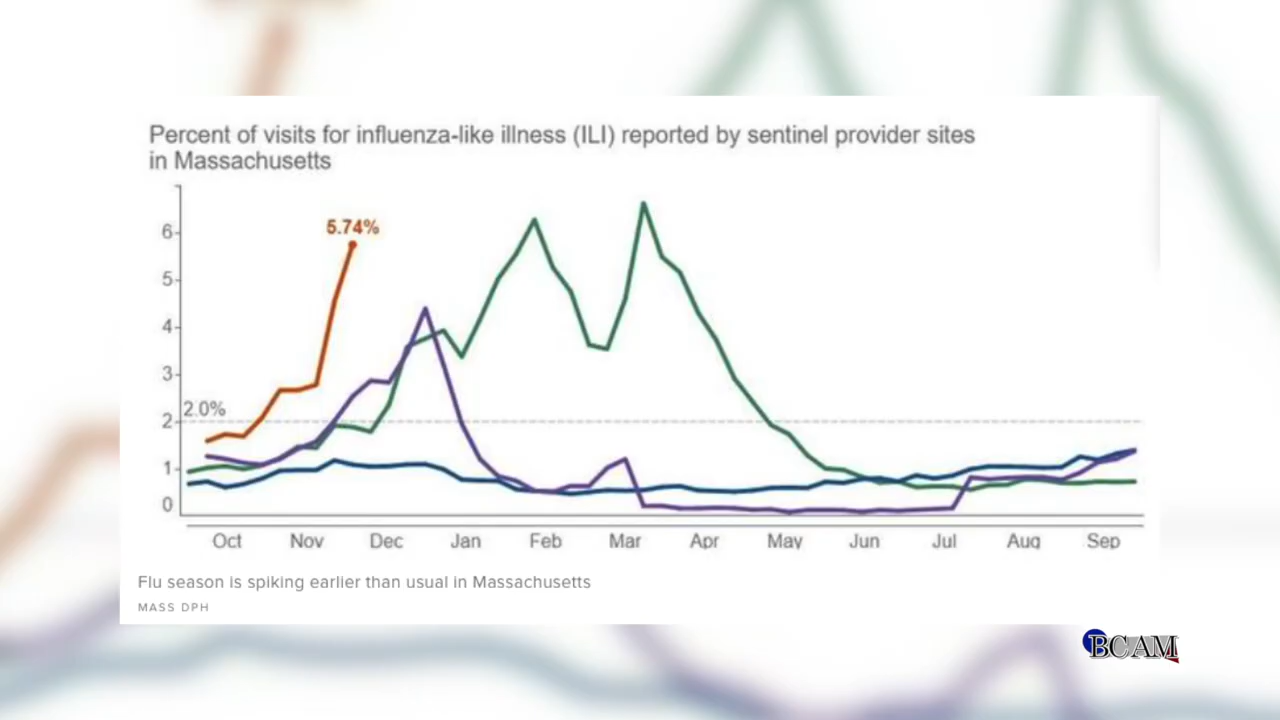 Percent of visits for influenza-like illness (ILI) reported by sentinel provider sites
in Massachusetts
5.74%
6
5
4
3
2.0%
2
1
0
Oct Nov Dec Jan Feb Mar Apr May Jun Jul Aug Sep
Flu season is spiking earlier than usual in Massachusetts
MASS DPH
BCAM